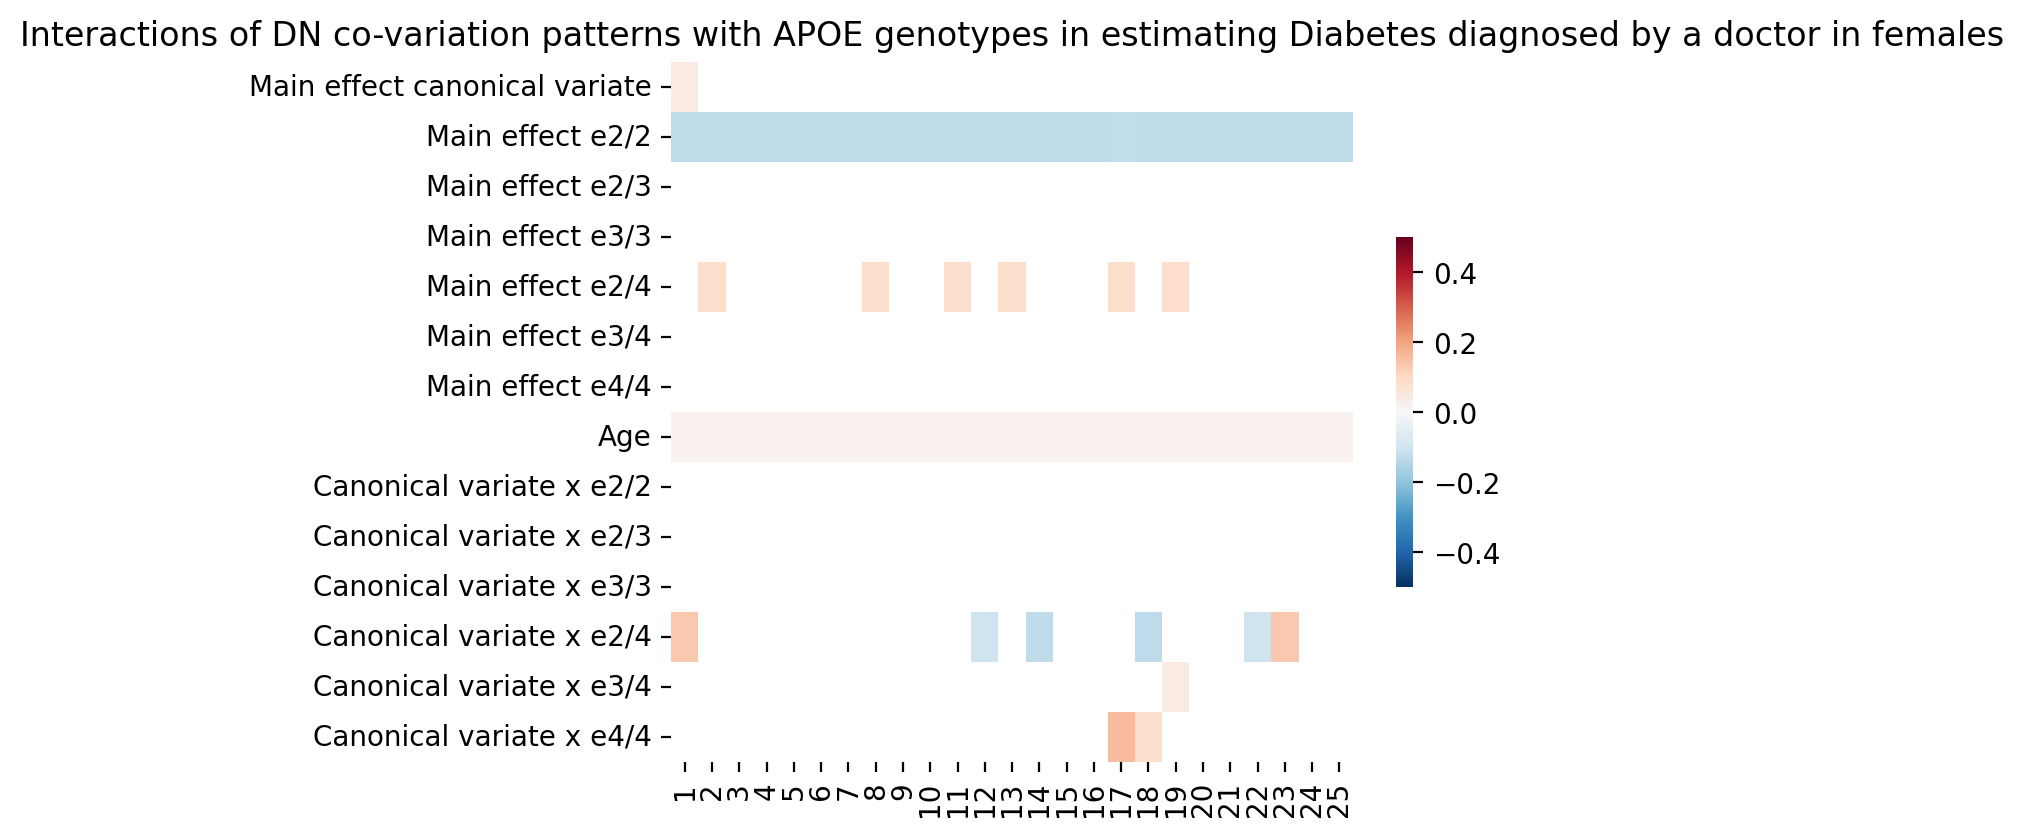 Interactions of DN co-variation patterns with APOE genotypes in estimating Diabetes diagnosed by a doctor in females
Main effect canonical variate
Main effect e2/2
Main effect e2/3
Main effect e3/3
Main effect e2/4
Main effect e3/4
Main effect e4/4
Age
Canonical variate x e2/2
Canonical variate x e2/3
Canonical variate x e3/3
Canonical variate x e2/4
Canonical variate x e3/4
Canonical variate x e4/4
1 2 3 4 5 6 7 8 9 10 11 12 13 14 15 16 17 18 19 20 21 22 23 24 25
0.4
0.2
0.0
−0.2
−0.4